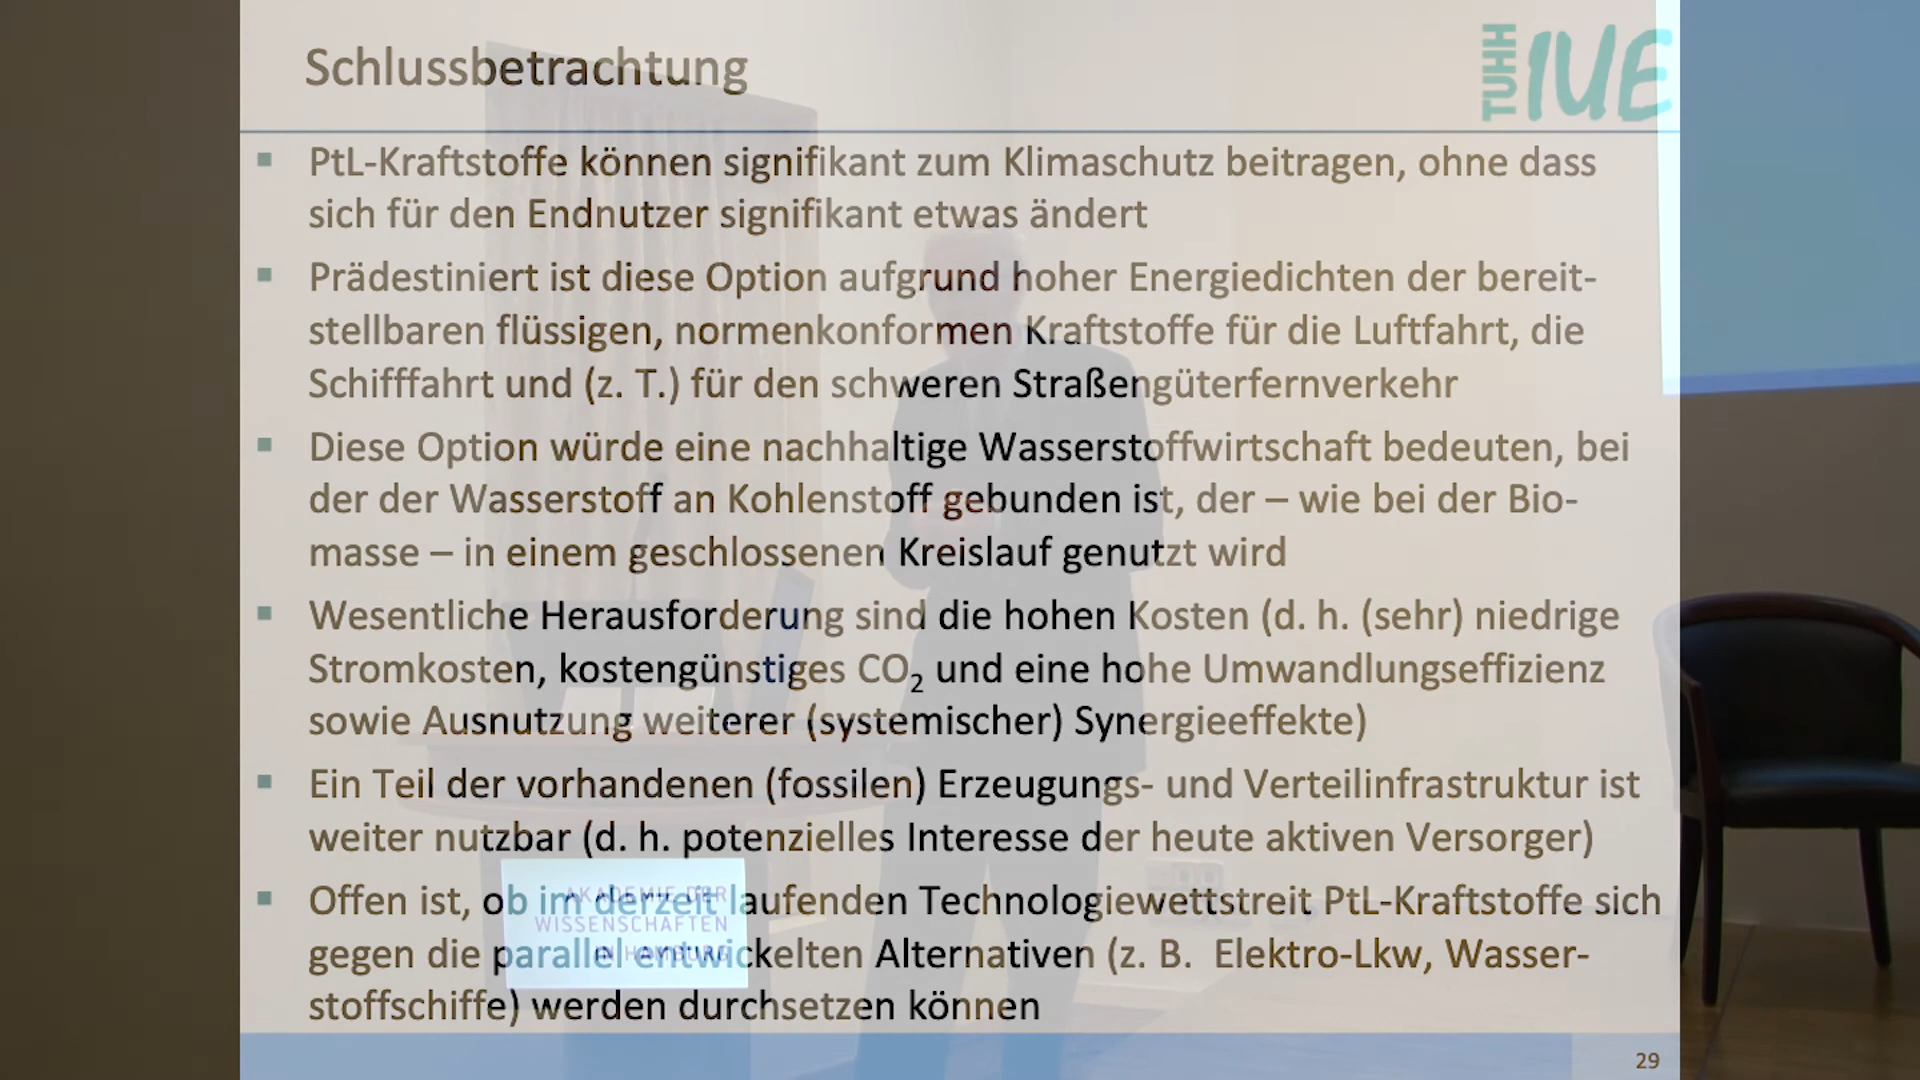 Schlussbetrachtung
TUHH
IUE
▪ PtL-Kraftstoffe können signifikant zum Klimaschutz beitragen, ohne dass
sich für den Endnutzer signifikant etwas ändert
▪ Prädestiniert ist diese Option aufgrund hoher Energiedichten der bereit-
stellbaren flüssigen, normenkonformen Kraftstoffe für die Luftfahrt, die
Schifffahrt und (z. T.) für den schweren Straßengüterfernverkehr
▪ Diese Option würde eine nachhaltige Wasserstoffwirtschaft bedeuten, bei
der der Wasserstoff an Kohlenstoff gebunden ist, der – wie bei der Bio-
masse – in einem geschlossenen Kreislauf genutzt wird
▪ Wesentliche Herausforderung sind die hohen Kosten (d. h. (sehr) niedrige
Stromkosten, kostengünstiges CO₂ und eine hohe Umwandlungseffizienz
sowie Ausnutzung weiterer (systemischer) Synergieeffekte)
▪ Ein Teil der vorhandenen (fossilen) Erzeugungs- und Verteilinfrastruktur ist
weiter nutzbar (d. h. potenzielles Interesse der heute aktiven Versorger)
▪ Offen ist, ob im derzeit laufenden Technologiewettstreit PtL-Kraftstoffe sich
gegen die parallel entwickelten Alternativen (z. B.  Elektro-Lkw, Wasser-
stoffschiffe) werden durchsetzen können
AKADEMIE DER
WISSENSCHAFTEN
IN HAMBURG
29